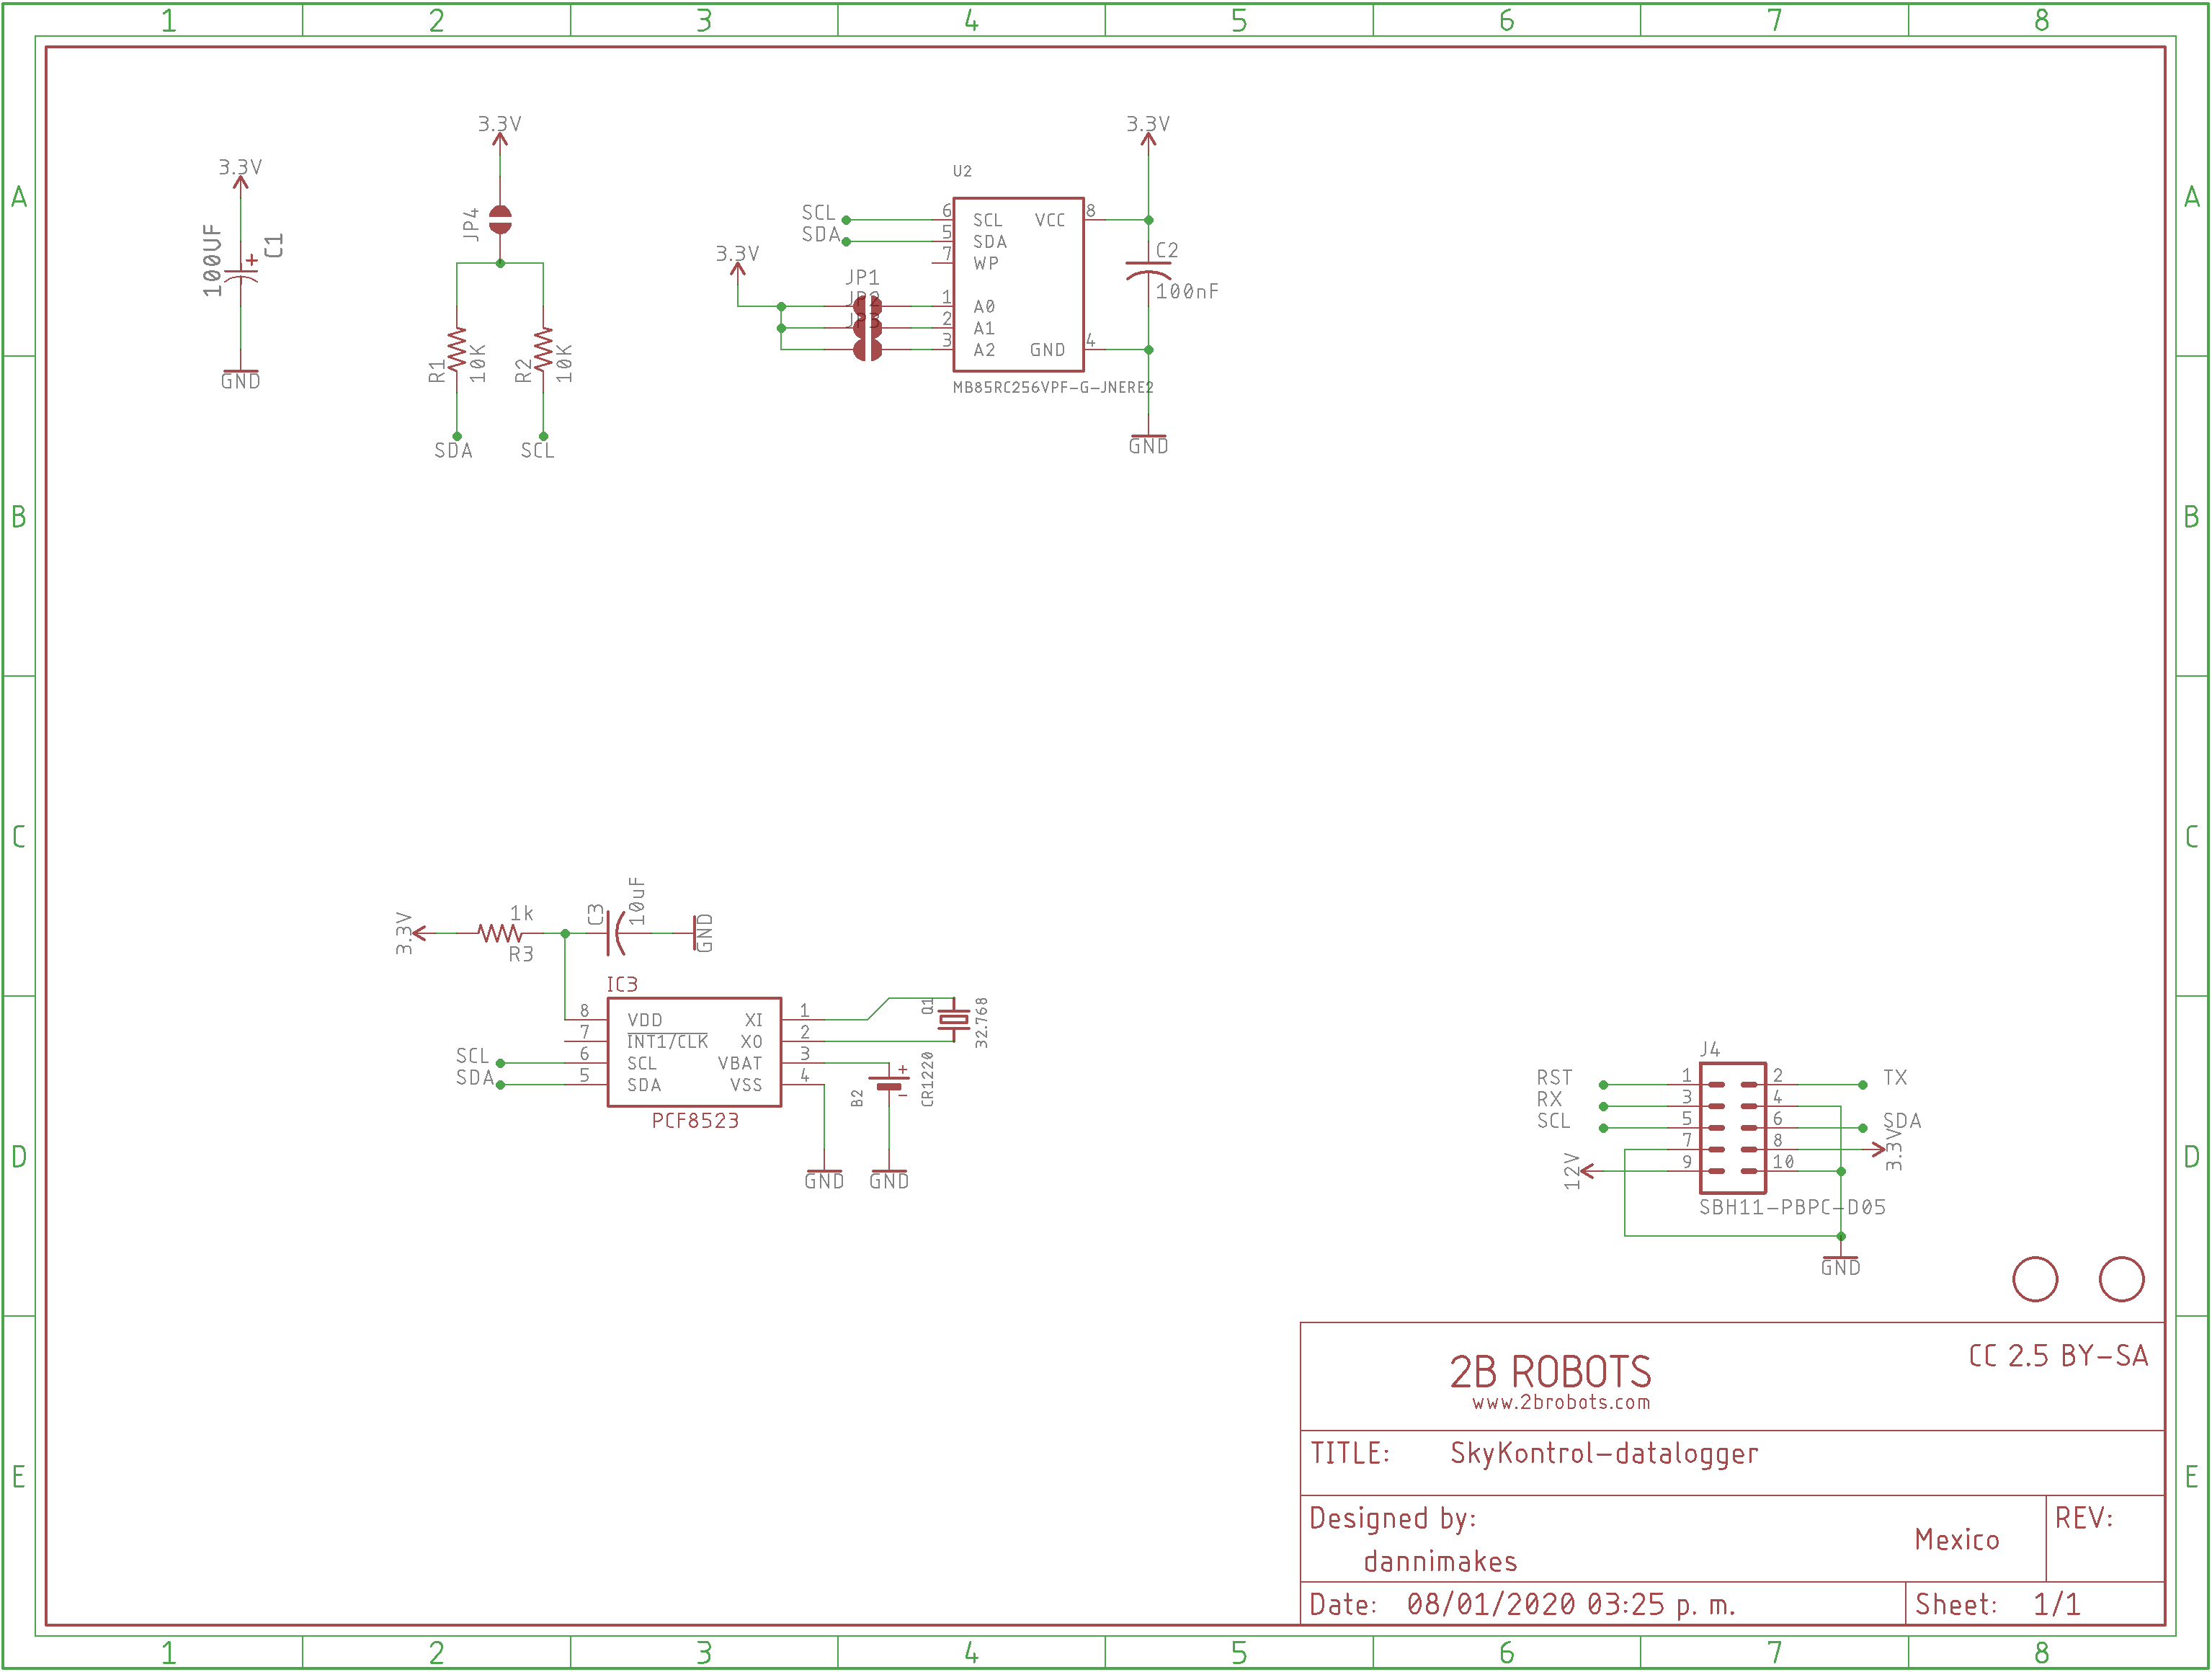 1 2 3 4 5 6 7 8
A A
B B
C C
D D
E E
3.3V
100UF
+
C1
GND
3.3V
JP4
R1
10K
R2
10K
SDA
SCL
3.3V
JP1
JP2
JP3
SCL
SDA
U2
6 SCL
5 SDA
7 WP
1 A0
2 A1
3 A2
VCC 8
GND 4
MB85RC256VPF-G-JNERE2
3.3V
C2
100nF
GND
3.3V
1k
R3
C3
10uF
GND
IC3
8 VDD
7 INT1/CLK
6 SCL
5 SDA
XI 1
XO 2
VBAT 3
VSS 4
PCF8523
SCL
SDA
Q1
32.768
B2
+
-
CR1220
GND
GND
J4
RST 1 2 TX
RX 3 4
SCL 5 6 SDA
7 8 3.3V
12V 9 10
SBH11-PBPC-D05
GND
2B ROBOTS
www.2brobots.com
CC 2.5 BY-SA
TITLE: SkyKontrol-datalogger
Designed by:
dannimakes
Mexico
REV:
Date: 08/01/2020 03:25 p. m.
Sheet: 1/1
1 2 3 4 5 6 7 8